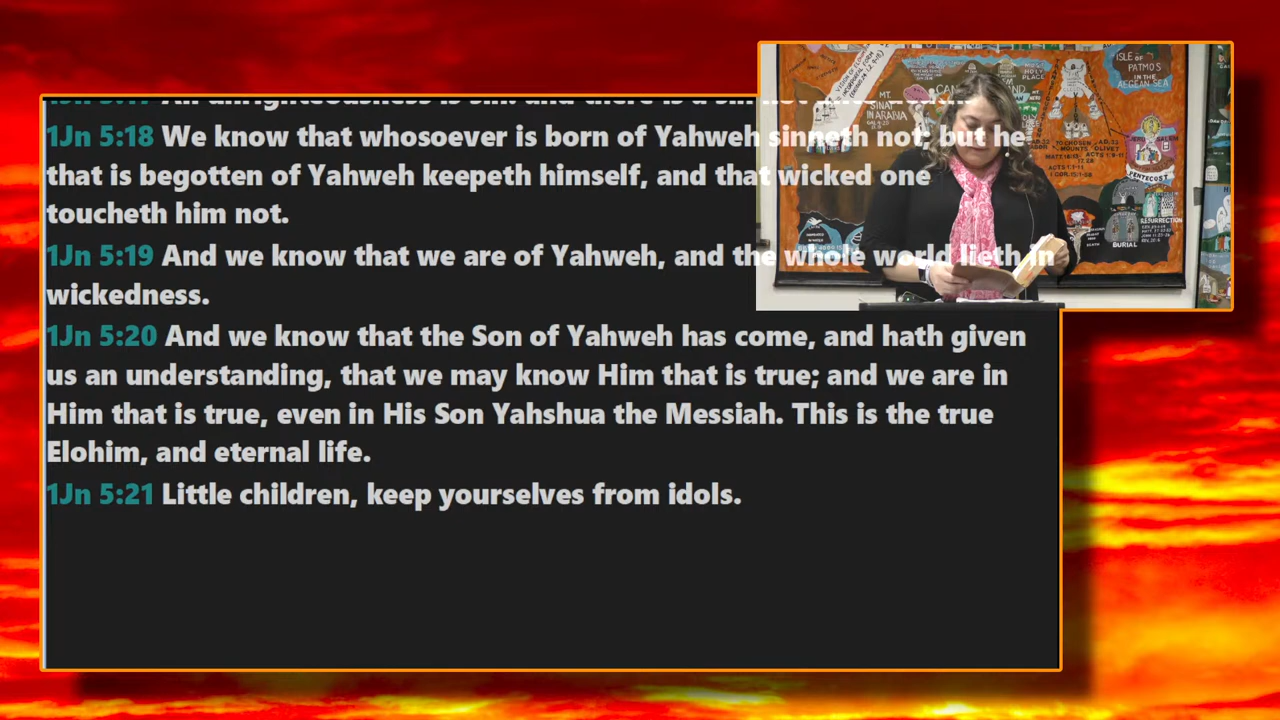 1Jn 5:18 We know that whosoever is born of Yahweh sinneth not; but he
that is begotten of Yahweh keepeth himself, and that wicked one
toucheth him not.
1Jn 5:19 And we know that we are of Yahweh, and the whole world lieth in
wickedness.
1Jn 5:20 And we know that the Son of Yahweh has come, and hath given
us an understanding, that we may know Him that is true; and we are in
Him that is true, even in His Son Yahshua the Messiah. This is the true
Elohim, and eternal life.
1Jn 5:21 Little children, keep yourselves from idols.
MT.
SINAI
IN ARABIA
HOLY
PLACE
ISLE OF
PATMOS
IN THE
AEGEAN SEA
PENTECOST
RESURRECTION
BURIAL